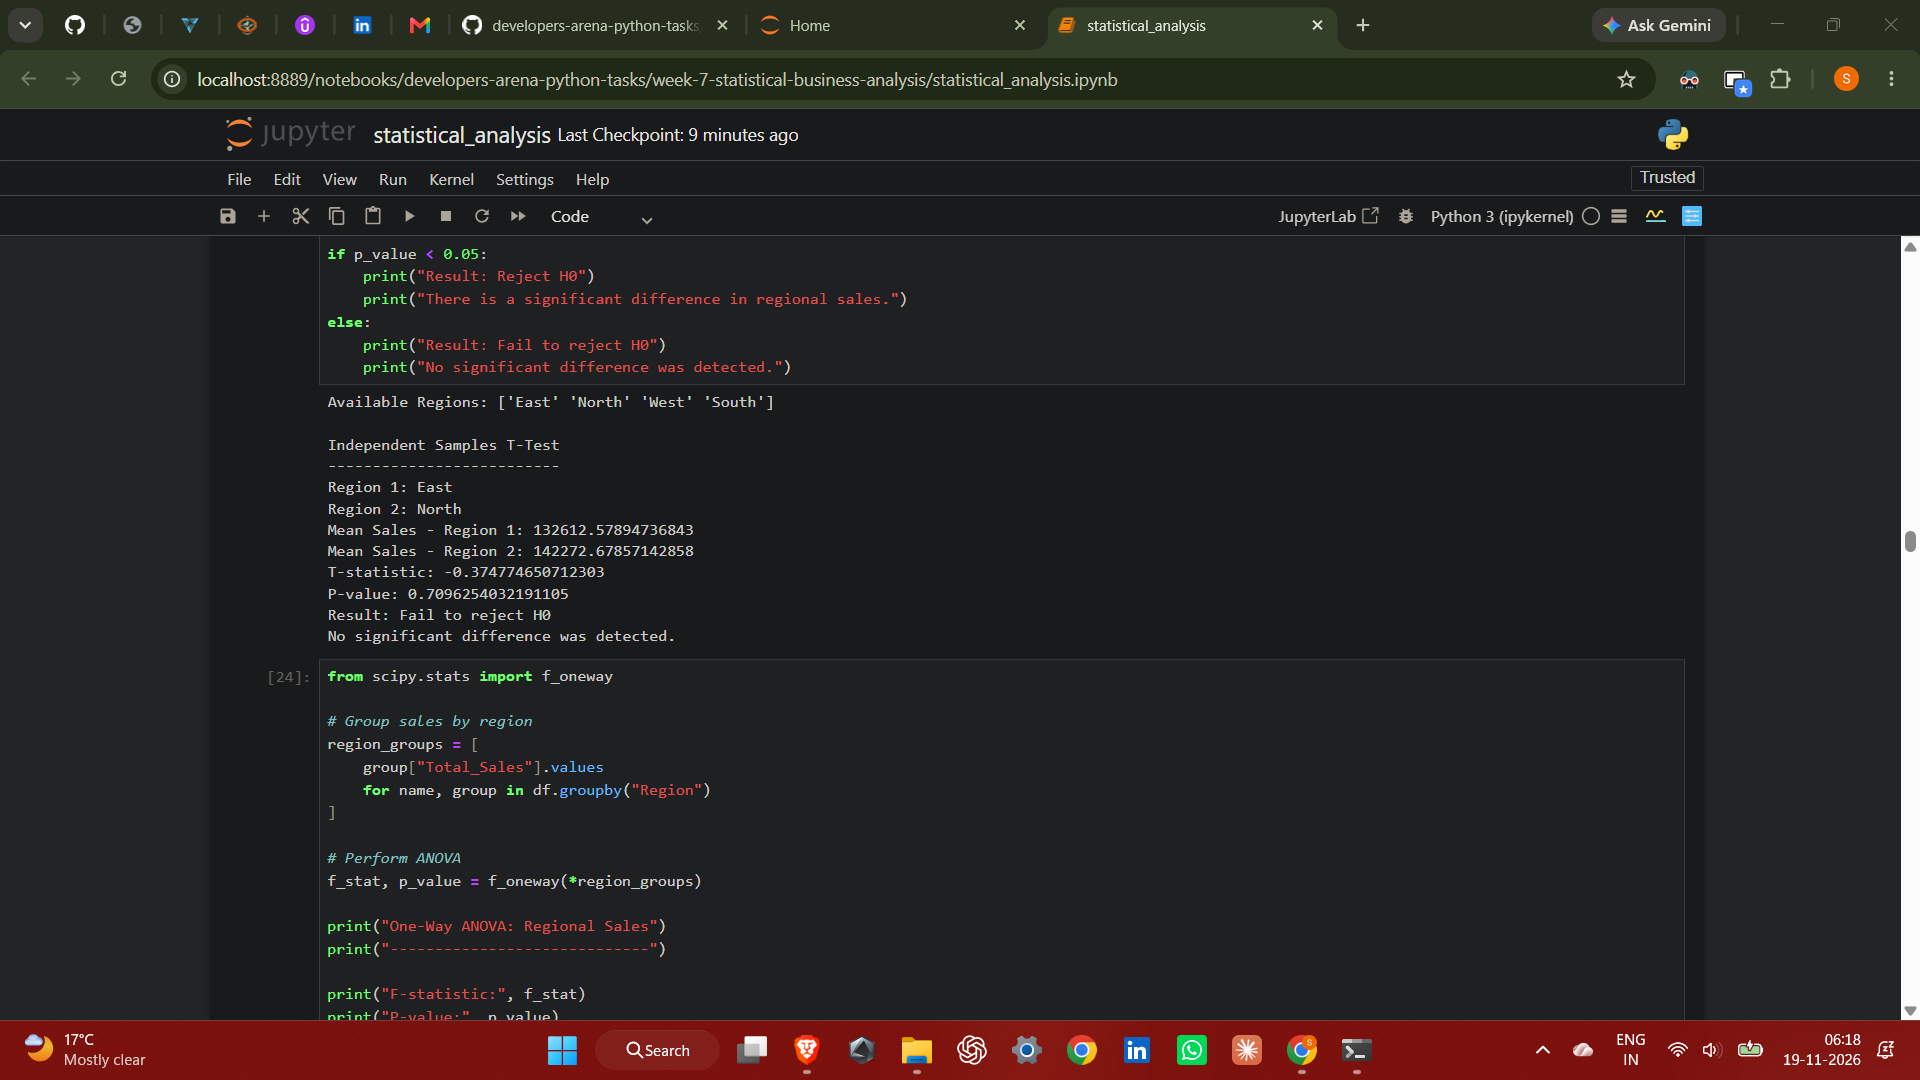 developers-arena-python-tasks
Home
statistical_analysis
Ask Gemini
localhost:8889/notebooks/developers-arena-python-tasks/week-7-statistical-business-analysis/statistical_analysis.ipynb
S
jupyter statistical_analysis Last Checkpoint: 9 minutes ago
File Edit View Run Kernel Settings Help
Trusted
Code
JupyterLab
Python 3 (ipykernel)
if p_value < 0.05:
    print("Result: Reject H0")
    print("There is a significant difference in regional sales.")
else:
    print("Result: Fail to reject H0")
    print("No significant difference was detected.")
Available Regions: ['East' 'North' 'West' 'South']
Independent Samples T-Test
--------------------------
Region 1: East
Region 2: North
Mean Sales - Region 1: 132612.57894736843
Mean Sales - Region 2: 142272.67857142858
T-statistic: -0.374774650712303
P-value: 0.7096254032191105
Result: Fail to reject H0
No significant difference was detected.
[24]:
from scipy.stats import f_oneway
# Group sales by region
region_groups = [
    group["Total_Sales"].values
    for name, group in df.groupby("Region")
]
# Perform ANOVA
f_stat, p_value = f_oneway(*region_groups)
print("One-Way ANOVA: Regional Sales")
print("-----------------------------")
print("F-statistic:", f_stat)
print("P-value:", p_value)
17°C
Mostly clear
Search
ENG
IN
06:18
19-11-2026